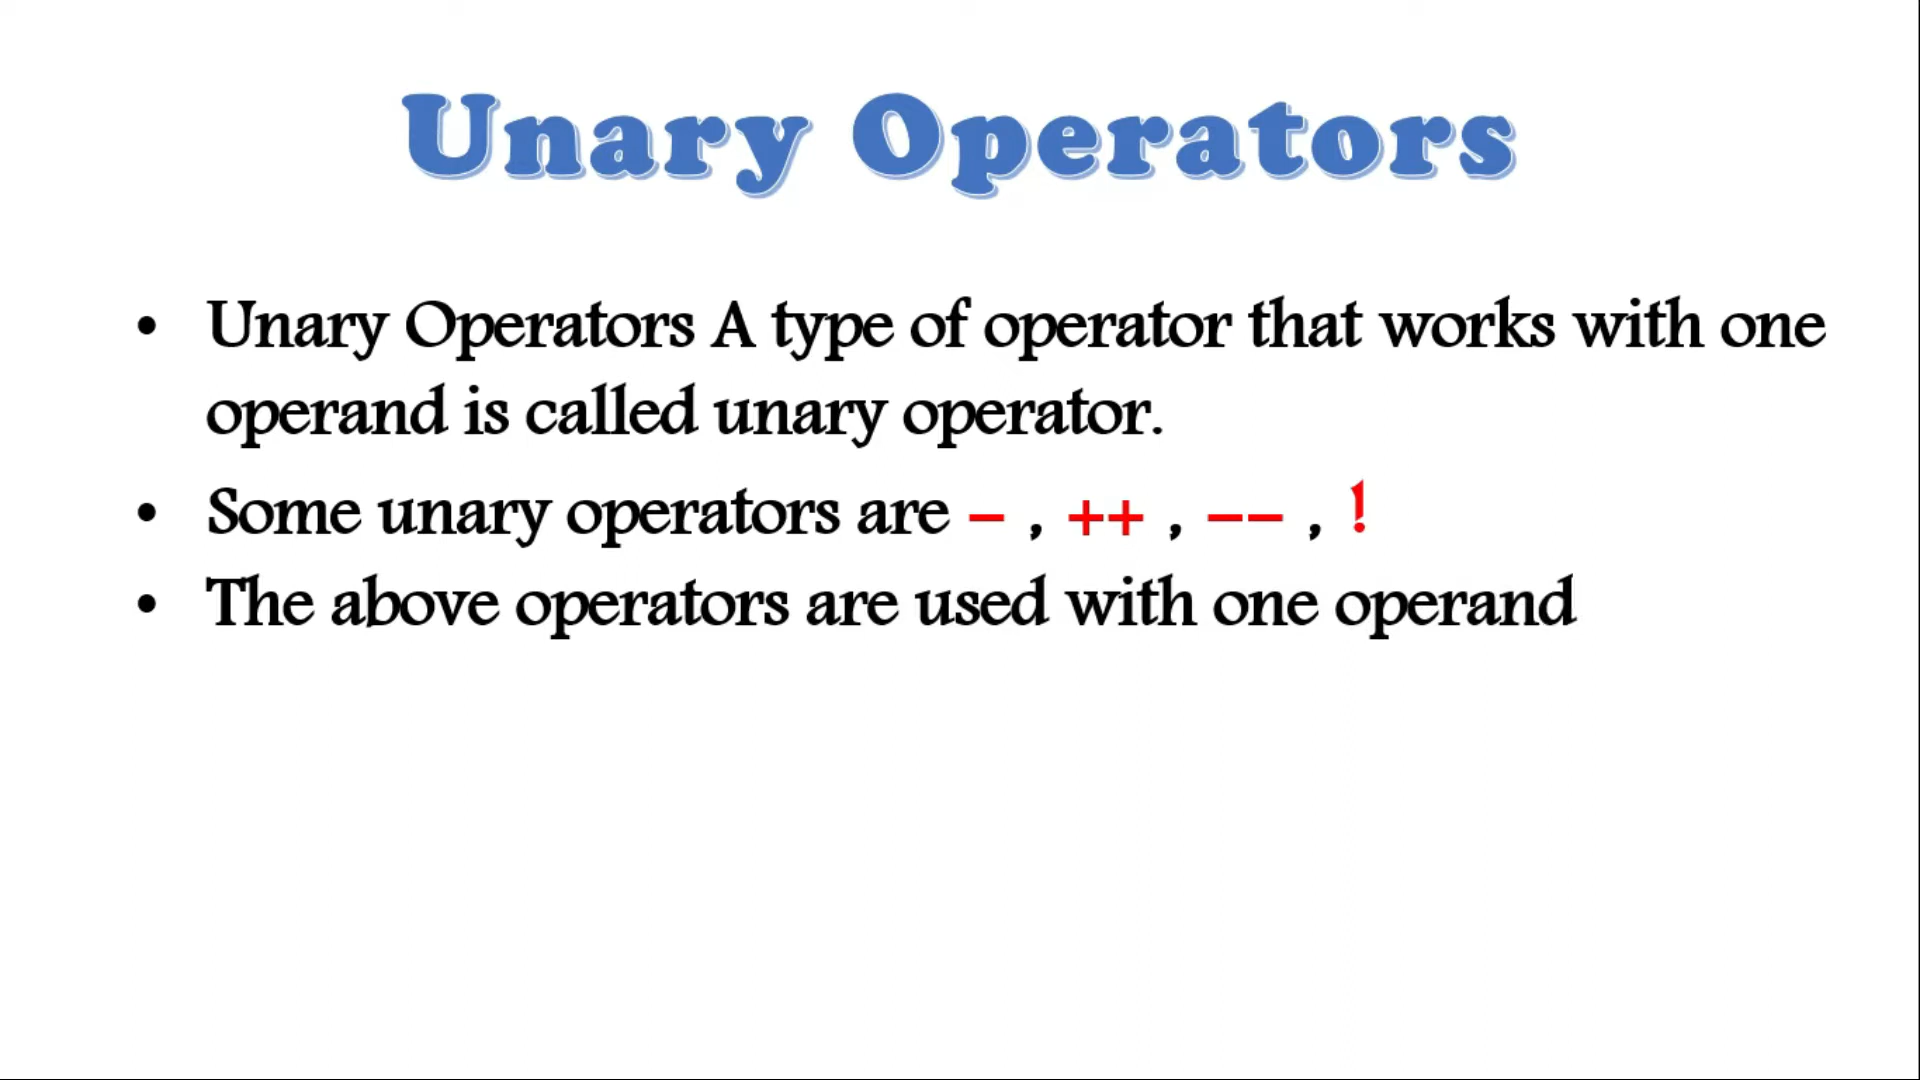 Unary Operators
• Unary Operators A type of operator that works with one
operand is called unary operator.
• Some unary operators are – , ++ , –– , !
• The above operators are used with one operand